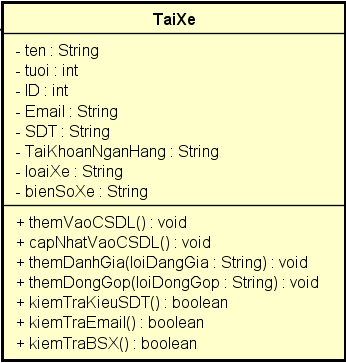 TaiXe
- ten : String
- tuoi : int
- ID : int
- Email : String
- SDT : String
- TaiKhoanNganHang : String
- loaiXe : String
- bienSoXe : String
+ themVaoCSDL() : void
+ capNhatVaoCSDL() : void
+ themDanhGia(loiDangGia : String) : void
+ themDongGop(loiDongGop : String) : void
+ kiemTraKieuSDT() : boolean
+ kiemTraEmail() : boolean
+ kiemTraBSX() : boolean